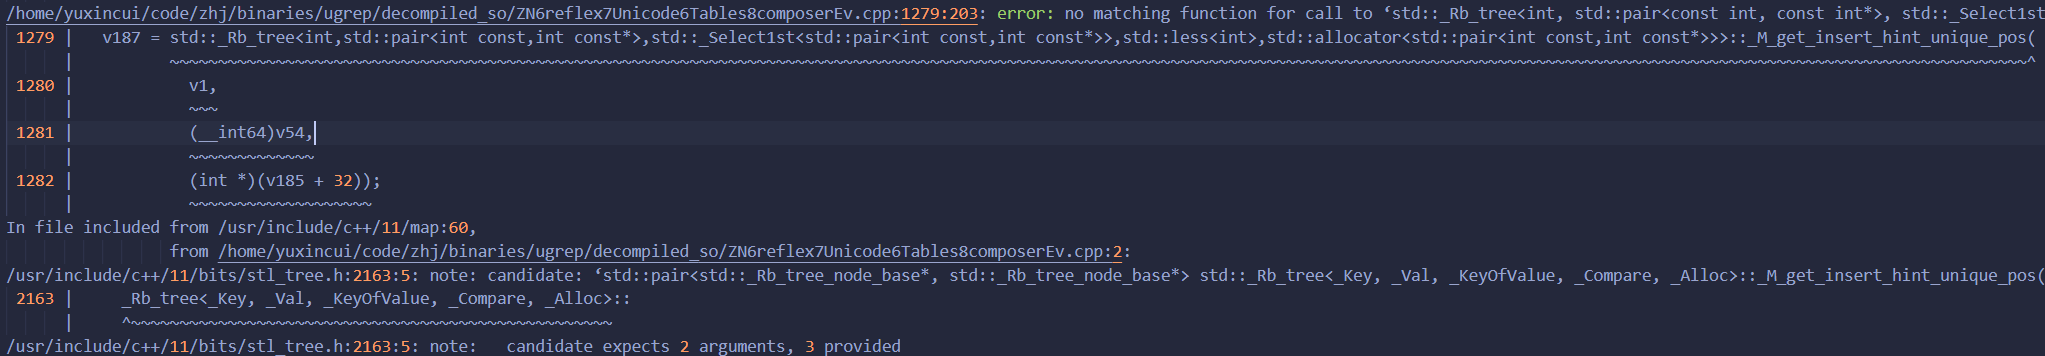 /home/yuxincui/code/zhj/binaries/ugrep/decompiled_so/ZN6reflex7Unicode6Tables8composerEv.cpp:1279:203: error: no matching function for call to ‘std::_Rb_tree<int, std::pair<const int, const int*>, std::_Select1st
1279 |   v187 = std::_Rb_tree<int,std::pair<int const,int const*>,std::_Select1st<std::pair<int const,int const*>>,std::less<int>,std::allocator<std::pair<int const,int const*>>>::_M_get_insert_hint_unique_pos(
|          ~~~~~~~~~~~~~~~~~~~~~~~~~~~~~~~~~~~~~~~~~~~~~~~~~~~~~~~~~~~~~~~~~~~~~~~~~~~~~~~~~~~~~~~~~~~~~~~~~~~~~~~~~~~~~~~~~~~~~~~~~~~~~~~~~~~~~~~~~~~~~~~~~~~~~~~~~~~~~~~~~~~~~~~~~~~~~~~~~~~~~^
1280 |            v1,
|            ~~~
1281 |            (__int64)v54,
|            ~~~~~~~~~~~~~
1282 |            (int *)(v185 + 32));
|            ~~~~~~~~~~~~~~~~~~~
In file included from /usr/include/c++/11/map:60,
from /home/yuxincui/code/zhj/binaries/ugrep/decompiled_so/ZN6reflex7Unicode6Tables8composerEv.cpp:2:
/usr/include/c++/11/bits/stl_tree.h:2163:5: note: candidate: ‘std::pair<std::_Rb_tree_node_base*, std::_Rb_tree_node_base*> std::_Rb_tree<_Key, _Val, _KeyOfValue, _Compare, _Alloc>::_M_get_insert_hint_unique_pos(
2163 |     _Rb_tree<_Key, _Val, _KeyOfValue, _Compare, _Alloc>::
|     ^~~~~~~~~~~~~~~~~~~~~~~~~~~~~~~~~~~~~~~~~~~~~~~~~~~
/usr/include/c++/11/bits/stl_tree.h:2163:5: note:   candidate expects 2 arguments, 3 provided